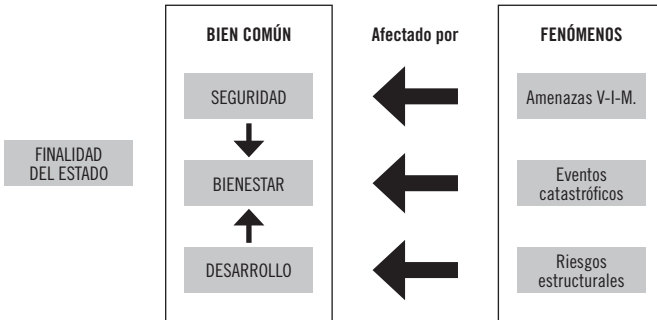 BIEN COMÚN
Afectado por
FENÓMENOS
SEGURIDAD
Amenazas V-I-M.
FINALIDAD
DEL ESTADO
BIENESTAR
Eventos
catastróficos
DESARROLLO
Riesgos
estructurales